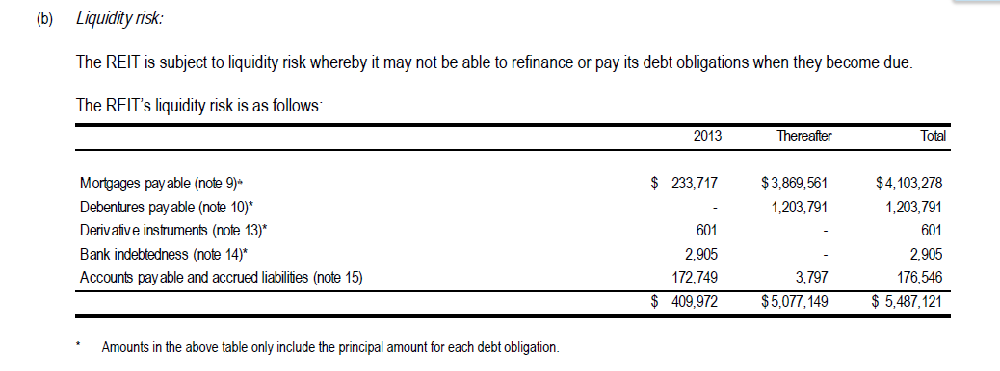 (b) Liquidity risk:
The REIT is subject to liquidity risk whereby it may not be able to refinance or pay its debt obligations when they become due.
The REIT's liquidity risk is as follows:
2013 Thereafter Total
Mortgages payable (note 9)* $ 233,717 $3,869,561 $4,103,278
Debentures payable (note 10)* - 1,203,791 1,203,791
Derivative instruments (note 13)* 601 - 601
Bank indebtedness (note 14)* 2,905 - 2,905
Accounts payable and accrued liabilities (note 15) 172,749 3,797 176,546
$ 409,972 $5,077,149 $ 5,487,121
* Amounts in the above table only include the principal amount for each debt obligation.